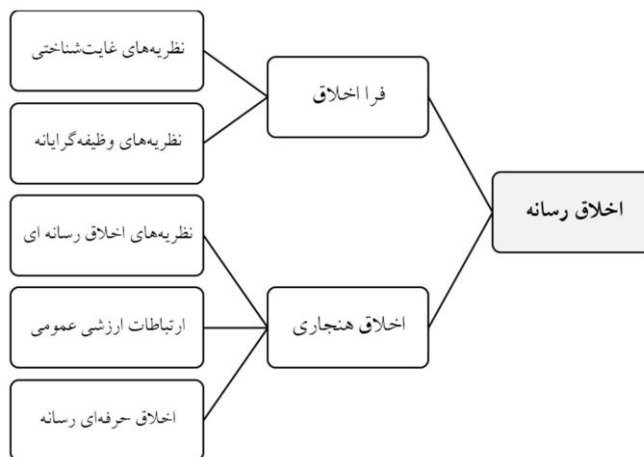 اخلاق رسانه
فرا اخلاق
نظریه‌های غایت‌شناختی
نظریه‌های وظیفه‌گرایانه
اخلاق هنجاری
نظریه‌های اخلاق رسانه ای
ارتباطات ارزشی عمومی
اخلاق حرفه‌ای رسانه